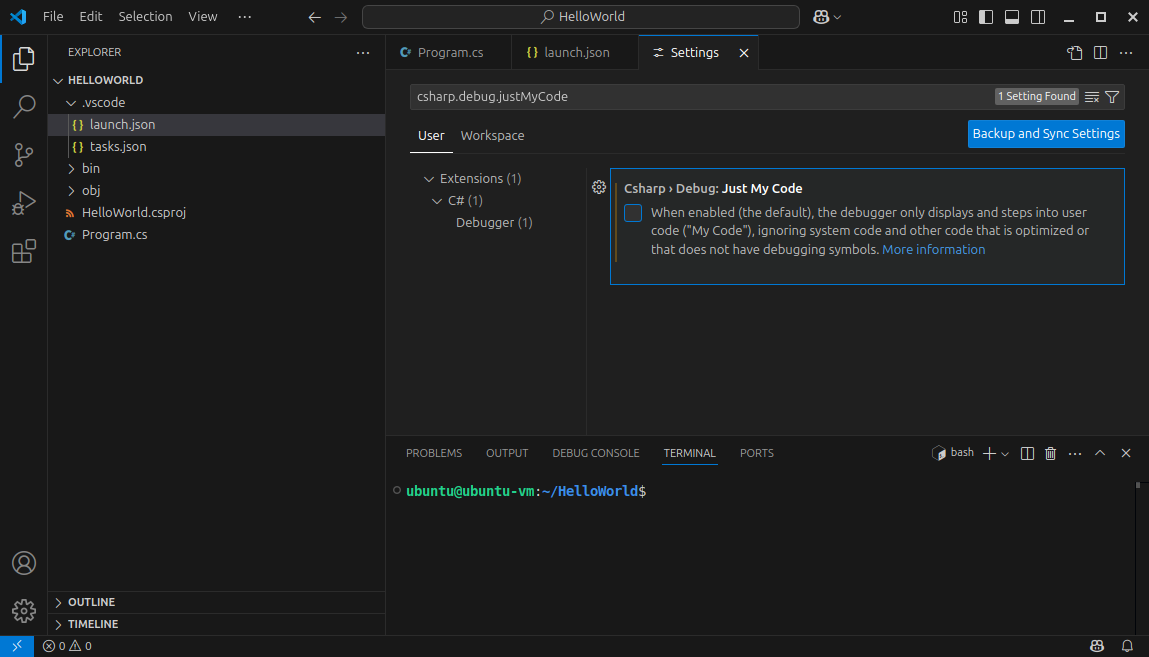 File Edit Selection View ···
HelloWorld
EXPLORER
HELLOWORLD
.vscode
launch.json
tasks.json
bin
obj
HelloWorld.csproj
Program.cs
OUTLINE
TIMELINE
Program.cs
launch.json
Settings
csharp.debug.justMyCode
1 Setting Found
User Workspace
Backup and Sync Settings
Extensions (1)
C# (1)
Debugger (1)
Csharp › Debug: Just My Code
When enabled (the default), the debugger only displays and steps into user
code ("My Code"), ignoring system code and other code that is optimized or
that does not have debugging symbols. More information
PROBLEMS OUTPUT DEBUG CONSOLE TERMINAL PORTS
bash
ubuntu@ubuntu-vm:~/HelloWorld$
0 0